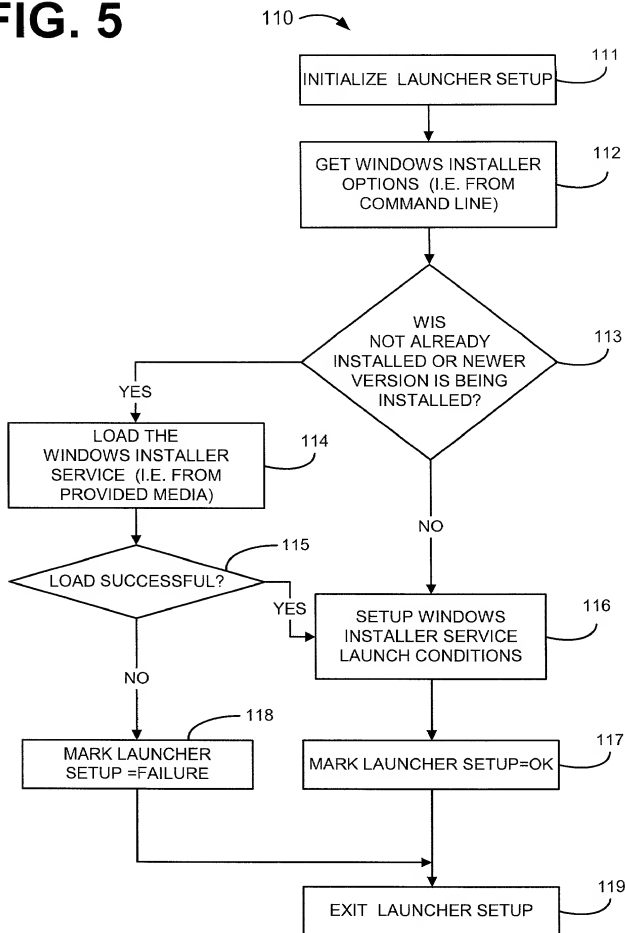 FIG. 5
110
INITIALIZE LAUNCHER SETUP
111
GET WINDOWS INSTALLER
OPTIONS (I.E. FROM
COMMAND LINE)
112
WIS
NOT ALREADY
INSTALLED OR NEWER
VERSION IS BEING
INSTALLED?
113
YES
LOAD THE
WINDOWS INSTALLER
SERVICE (I.E. FROM
PROVIDED MEDIA)
114
NO
LOAD SUCCESSFUL?
115
YES
SETUP WINDOWS
INSTALLER SERVICE
LAUNCH CONDITIONS
116
NO
MARK LAUNCHER
SETUP =FAILURE
118
MARK LAUNCHER SETUP=OK
117
EXIT LAUNCHER SETUP
119